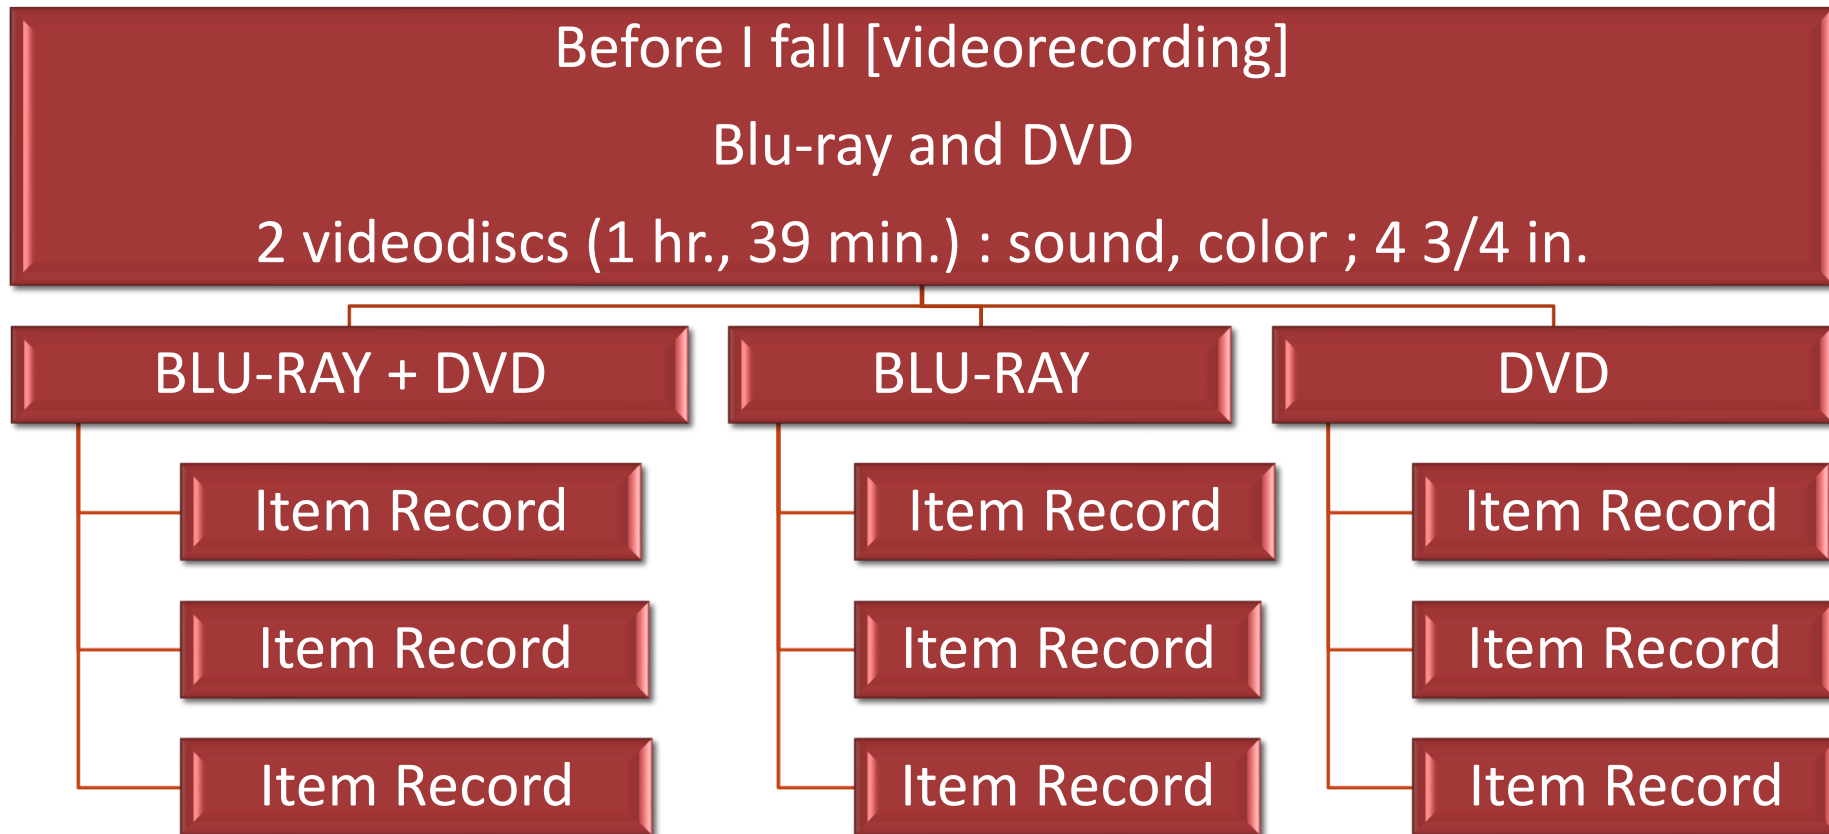 Before I fall [videorecording]
Blu-ray and DVD
2 videodiscs (1 hr., 39 min.) : sound, color ; 4 3/4 in.
BLU-RAY + DVD
Item Record
Item Record
Item Record
BLU-RAY
Item Record
Item Record
Item Record
DVD
Item Record
Item Record
Item Record